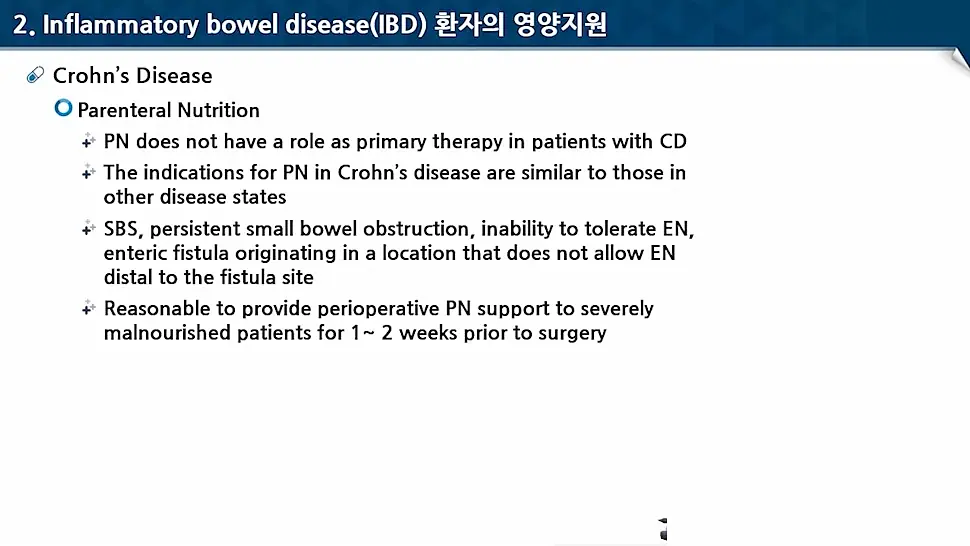 2. Inflammatory bowel disease(IBD) 환자의 영양지원
Crohn's Disease
Parenteral Nutrition
PN does not have a role as primary therapy in patients with CD
The indications for PN in Crohn's disease are similar to those in
other disease states
SBS, persistent small bowel obstruction, inability to tolerate EN,
enteric fistula originating in a location that does not allow EN
distal to the fistula site
Reasonable to provide perioperative PN support to severely
malnourished patients for 1~ 2 weeks prior to surgery